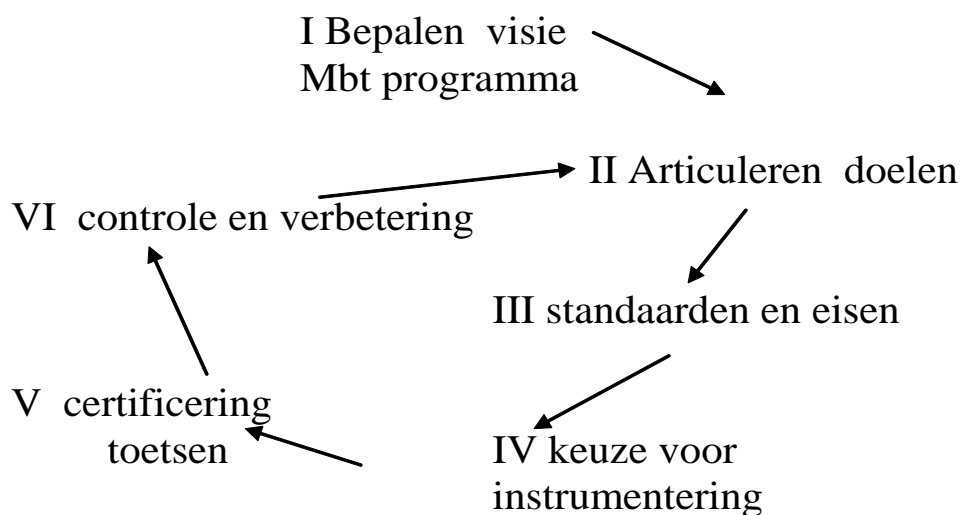 I Bepalen visie
Mbt programma
II Articuleren doelen
VI controle en verbetering
III standaarden en eisen
V certificering
toetsen
IV keuze voor
instrumentering